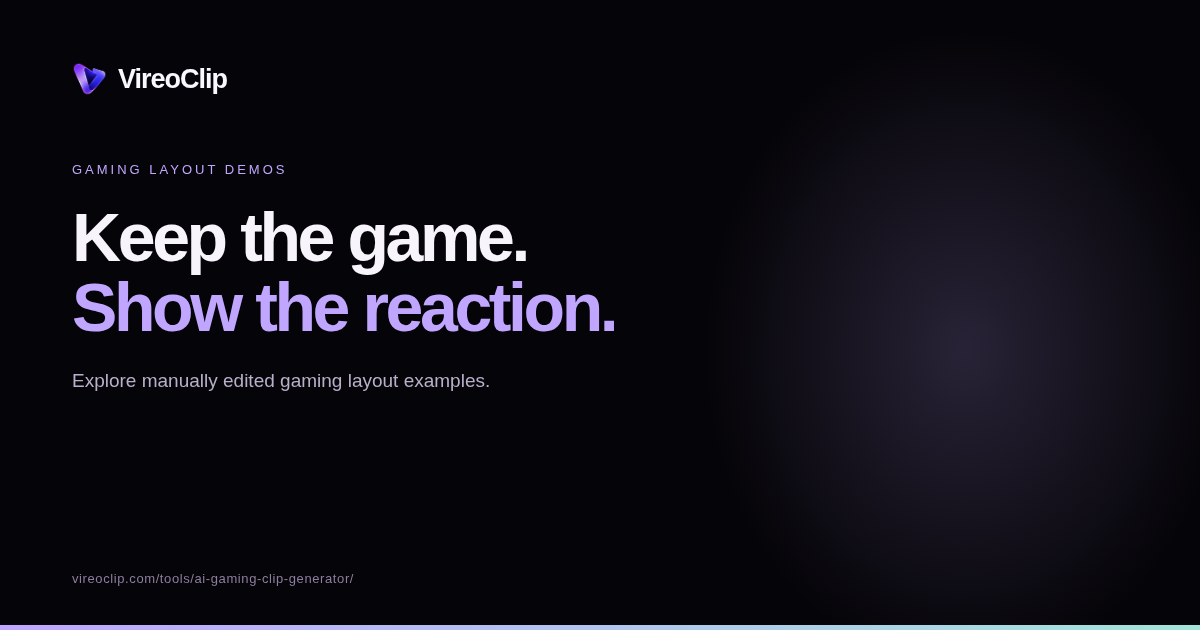 VireoClip
GAMING LAYOUT DEMOS
Keep the game.
Show the reaction.
Explore manually edited gaming layout examples.
vireoclip.com/tools/ai-gaming-clip-generator/